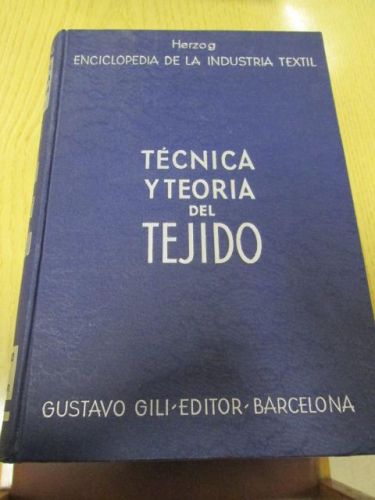 Herzog
ENCICLOPEDIA DE LA INDUSTRIA TEXTIL
TÉCNICA
Y TEORIA
DEL
TEJIDO
GUSTAVO GILI-EDITOR-BARCELONA